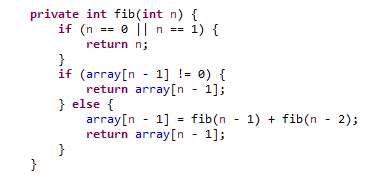 private int fib(int n) {
    if (n == 0 || n == 1) {
        return n;
    }
    if (array[n - 1] != 0) {
        return array[n - 1];
    } else {
        array[n - 1] = fib(n - 1) + fib(n - 2);
        return array[n - 1];
    }
}